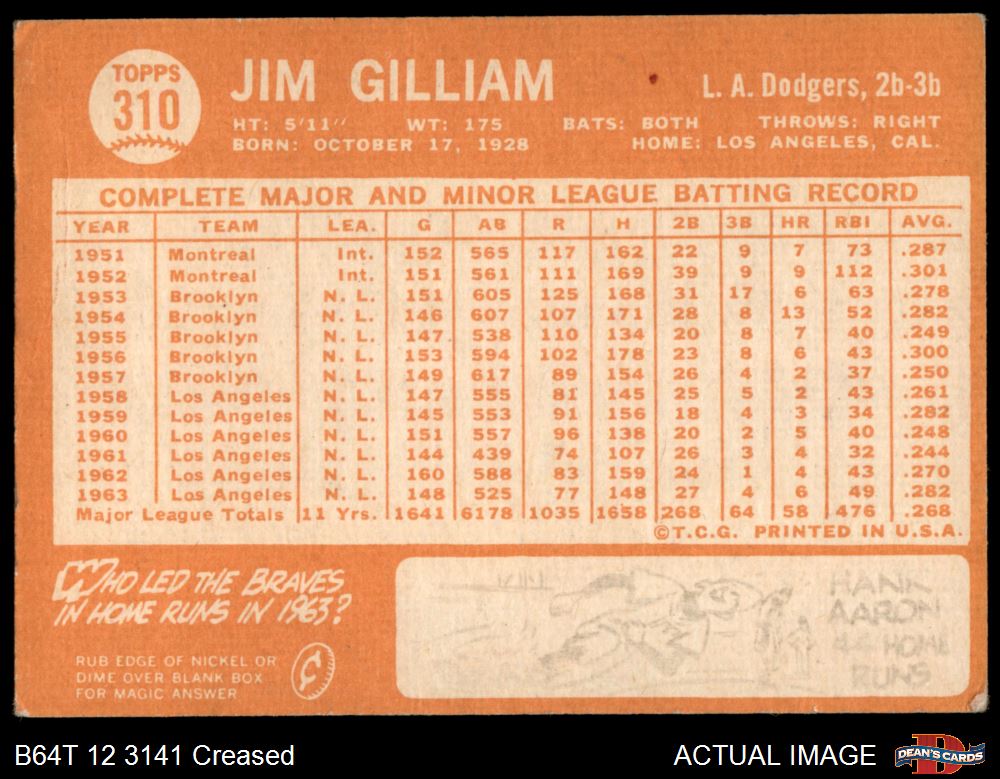 TOPPS
310
JIM GILLIAM
L. A. Dodgers, 2b-3b
HT: 5'11" WT: 175 BATS: BOTH THROWS: RIGHT
BORN: OCTOBER 17, 1928 HOME: LOS ANGELES, CAL.
COMPLETE MAJOR AND MINOR LEAGUE BATTING RECORD
YEAR TEAM LEA. G AB R H 2B 3B HR RBI AVG.
1951 Montreal Int. 152 565 117 162 22 9 7 73 .287
1952 Montreal Int. 151 561 111 169 39 9 9 112 .301
1953 Brooklyn N. L. 151 605 125 168 31 17 6 63 .278
1954 Brooklyn N. L. 146 607 107 171 28 8 13 52 .282
1955 Brooklyn N. L. 147 538 110 134 20 8 7 40 .249
1956 Brooklyn N. L. 153 594 102 178 23 8 6 43 .300
1957 Brooklyn N. L. 149 617 89 154 26 4 2 37 .250
1958 Los Angeles N. L. 147 555 81 145 25 5 2 43 .261
1959 Los Angeles N. L. 145 553 91 156 18 4 3 34 .282
1960 Los Angeles N. L. 151 557 96 138 20 2 5 40 .248
1961 Los Angeles N. L. 144 439 74 107 26 3 4 32 .244
1962 Los Angeles N. L. 160 588 83 159 24 1 4 43 .270
1963 Los Angeles N. L. 148 525 77 148 27 4 6 49 .282
Major League Totals 11 Yrs. 1641 6178 1035 1658 268 64 58 476 .268
©T.C.G. PRINTED IN U.S.A.
WHO LED THE BRAVES
IN HOME RUNS IN 1963?
RUB EDGE OF NICKEL OR
DIME OVER BLANK BOX
FOR MAGIC ANSWER
HANK
AARON
44 HOME
RUNS
B64T 12 3141 Creased
ACTUAL IMAGE
DEAN'S CARDS